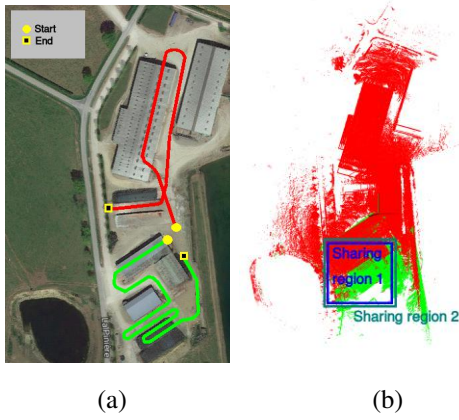 Start
End
Sharing
region 1
Sharing region 2
(a)
(b)